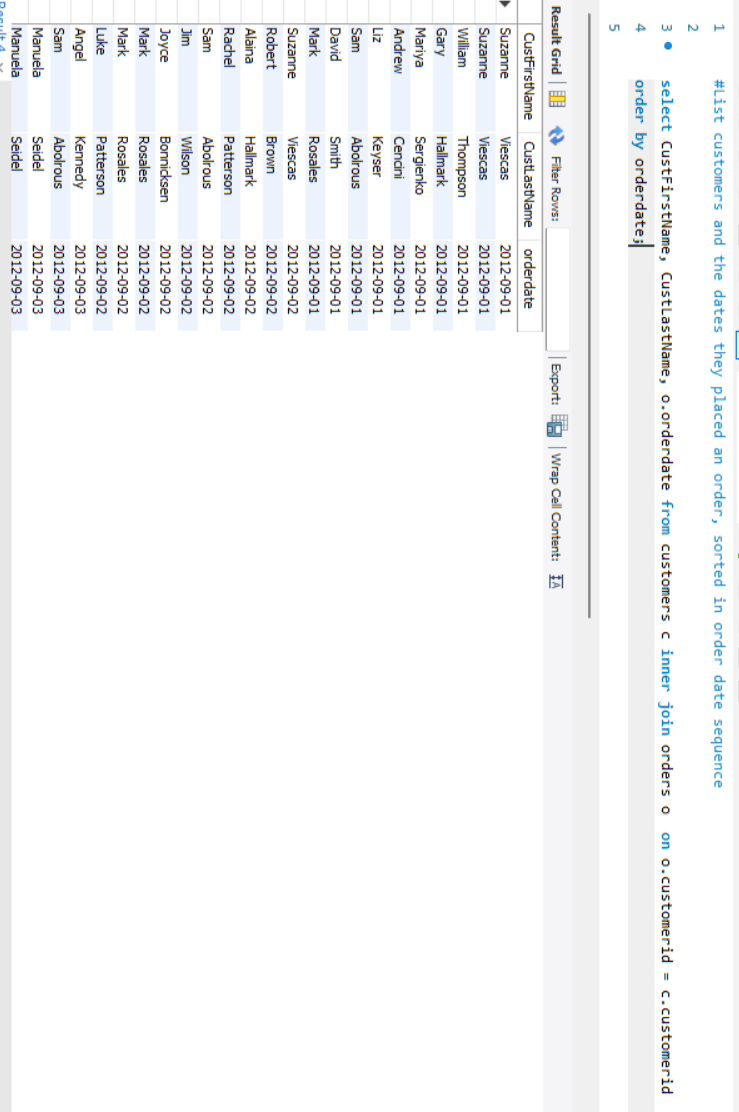 1 #List customers and the dates they placed an order, sorted in order date sequence
2
3 select CustFirstName, CustLastName, o.orderdate from customers c inner join orders o on o.customerid = c.customerid
4 order by orderdate;
5
Result Grid Filter Rows: Export: Wrap Cell Content: IA
CustFirstName CustLastName orderdate
Suzanne Viescas 2012-09-01
Suzanne Viescas 2012-09-01
William Thompson 2012-09-01
Gary Hallmark 2012-09-01
Mariya Sergienko 2012-09-01
Andrew Cencini 2012-09-01
Liz Keyser 2012-09-01
Sam Abolrous 2012-09-01
David Smith 2012-09-01
Mark Rosales 2012-09-01
Suzanne Viescas 2012-09-02
Robert Brown 2012-09-02
Alaina Hallmark 2012-09-02
Rachel Patterson 2012-09-02
Sam Abolrous 2012-09-02
Jim Wilson 2012-09-02
Joyce Bonnicksen 2012-09-02
Mark Rosales 2012-09-02
Mark Rosales 2012-09-02
Luke Patterson 2012-09-02
Angel Kennedy 2012-09-03
Sam Abolrous 2012-09-03
Manuela Seidel 2012-09-03
Manuela Seidel 2012-09-03
Result 4